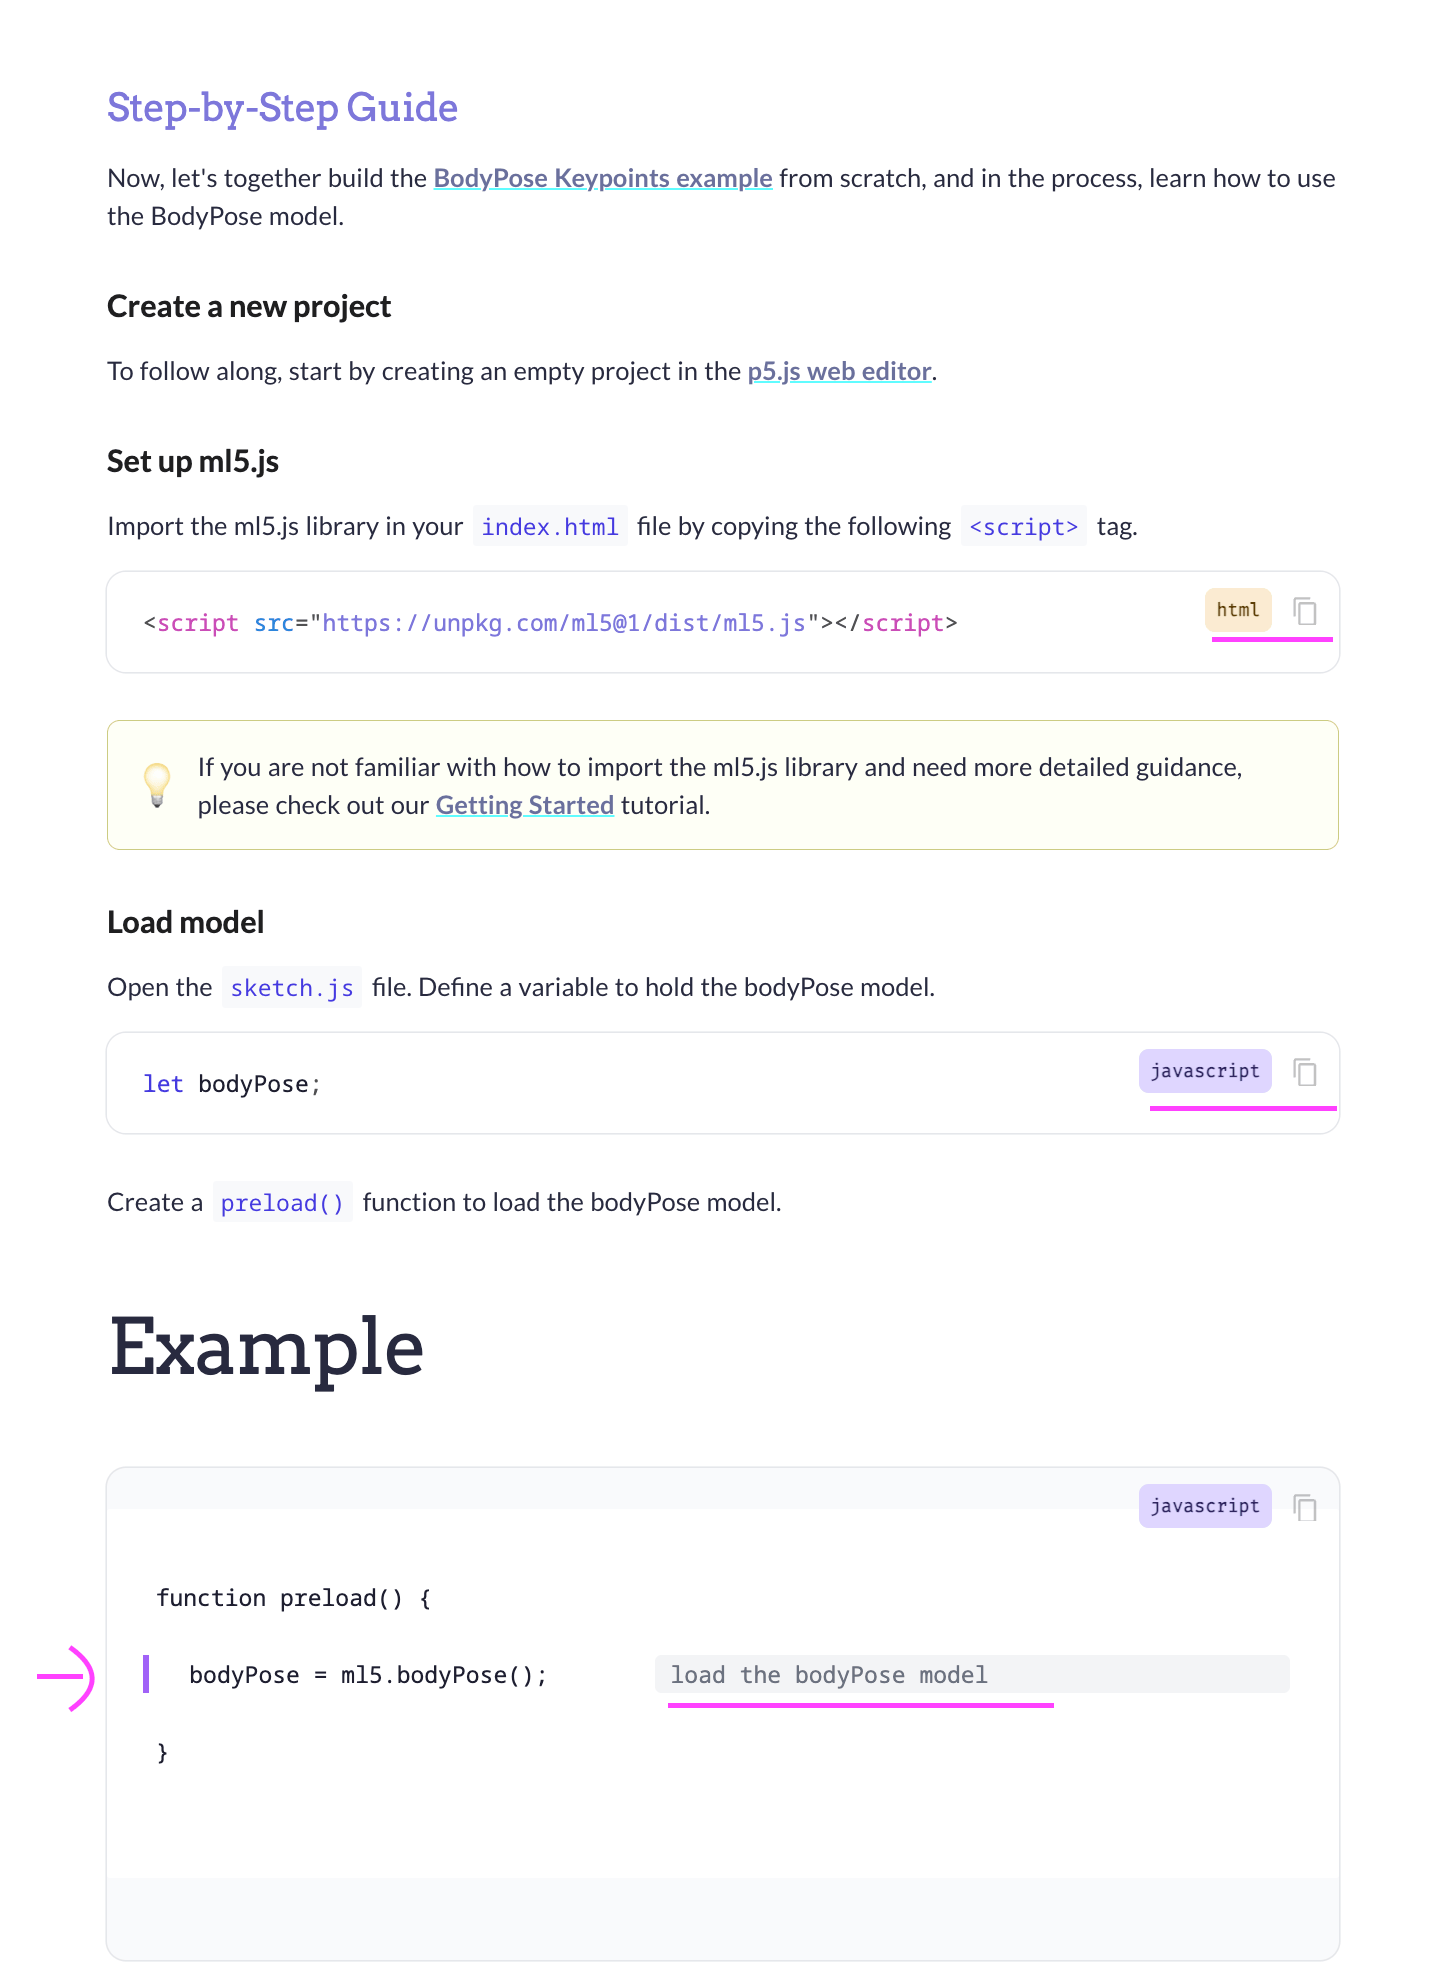 Step-by-Step Guide
Now, let's together build the BodyPose Keypoints example from scratch, and in the process, learn how to use
the BodyPose model.
Create a new project
To follow along, start by creating an empty project in the p5.js web editor.
Set up ml5.js
Import the ml5.js library in your index.html file by copying the following <script> tag.
<script src="https://unpkg.com/ml5@1/dist/ml5.js"></script> html
If you are not familiar with how to import the ml5.js library and need more detailed guidance,
please check out our Getting Started tutorial.
Load model
Open the sketch.js file. Define a variable to hold the bodyPose model.
let bodyPose; javascript
Create a preload() function to load the bodyPose model.
Example
javascript
function preload() {
bodyPose = ml5.bodyPose(); load the bodyPose model
}